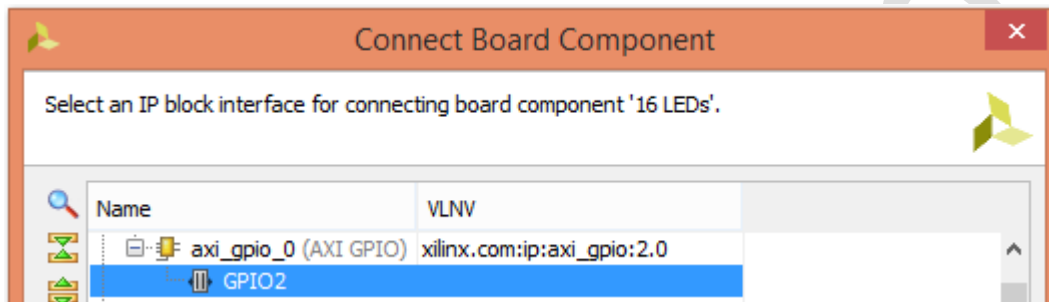 Connect Board Component
Select an IP block interface for connecting board component '16 LEDs'.
Name VLNV
axi_gpio_0 (AXI GPIO) xilinx.com:ip:axi_gpio:2.0
GPIO2